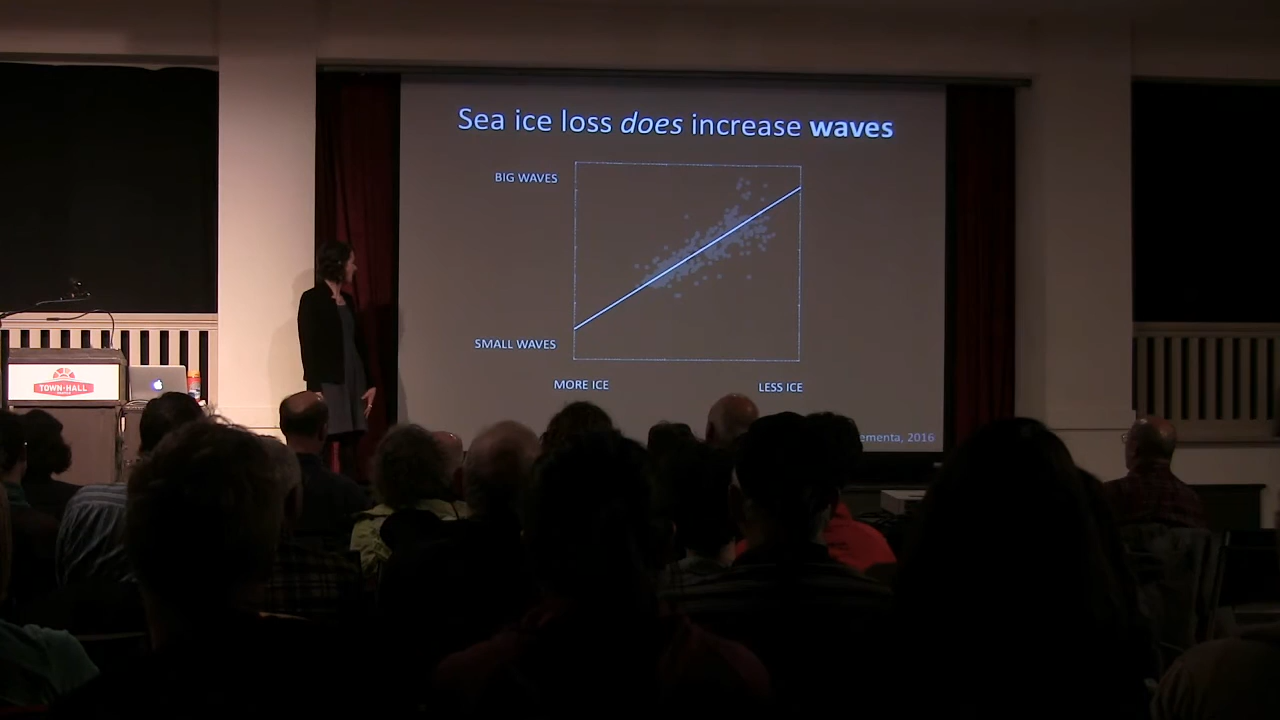 Sea ice loss does increase waves
BIG WAVES
SMALL WAVES
MORE ICE
LESS ICE
ementa, 2016
TOWN HALL